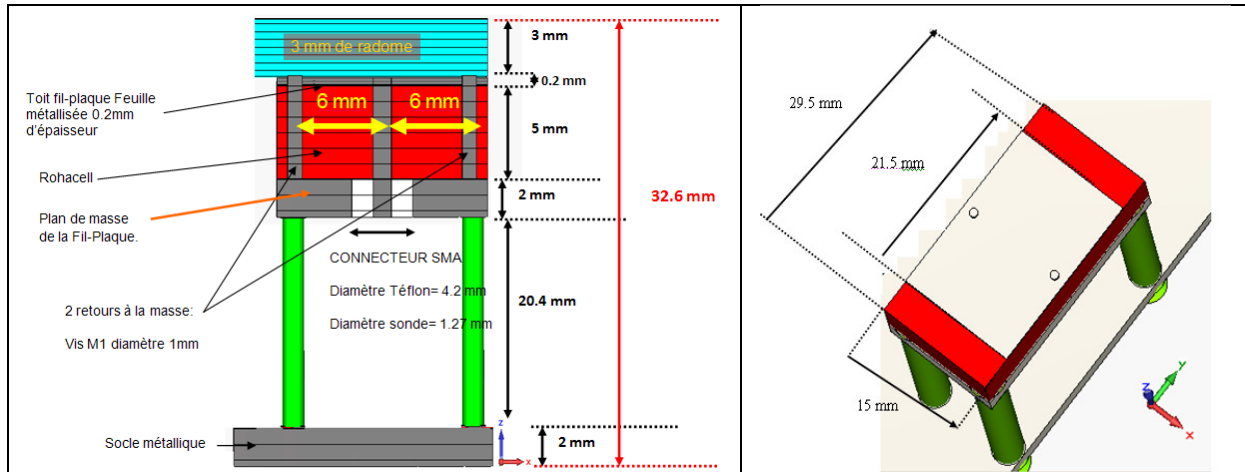 3 mm de radome
3 mm
0.2 mm
Toit fil-plaque Feuille
métallisée 0.2mm
d'épaisseur
6 mm
6 mm
5 mm
Rohacell
2 mm
32.6 mm
Plan de masse
de la Fil-Plaque.
CONNECTEUR SMA
Diamètre Téflon= 4.2 mm
20.4 mm
Diamètre sonde= 1.27 mm
2 retours à la masse:
Vis M1 diamètre 1mm
Socle métallique
2 mm
z
x
29.5 mm
21.5 mm
15 mm
Y
Z
X